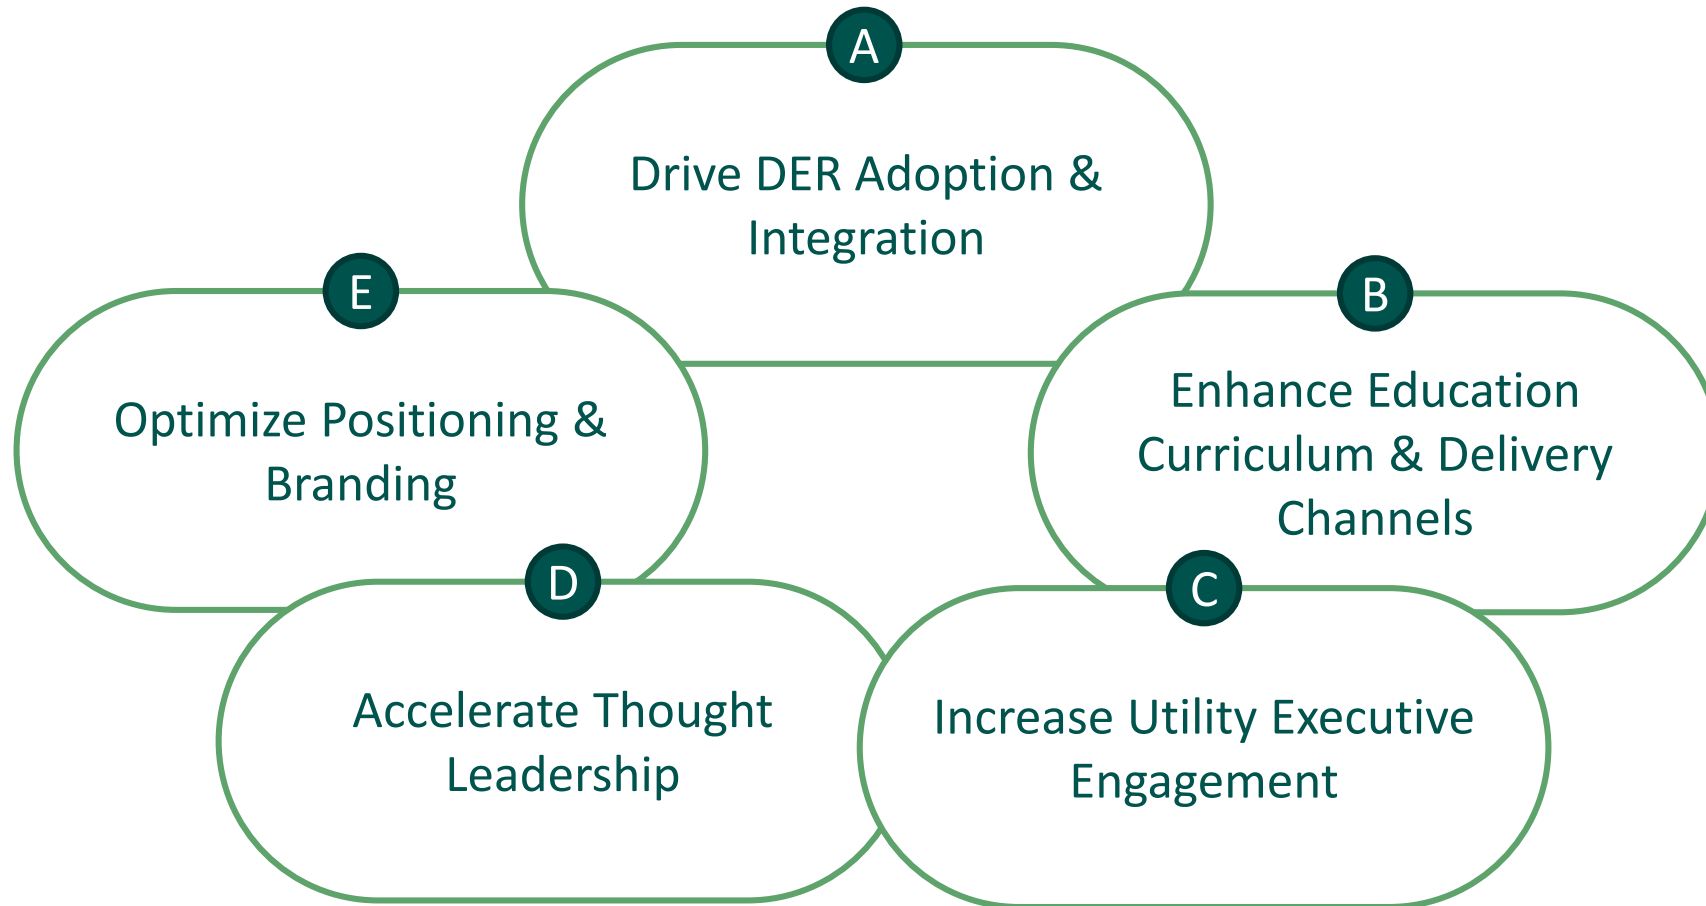 A
Drive DER Adoption &
Integration
B
Enhance Education
Curriculum & Delivery
Channels
C
Increase Utility Executive
Engagement
D
Accelerate Thought
Leadership
E
Optimize Positioning &
Branding